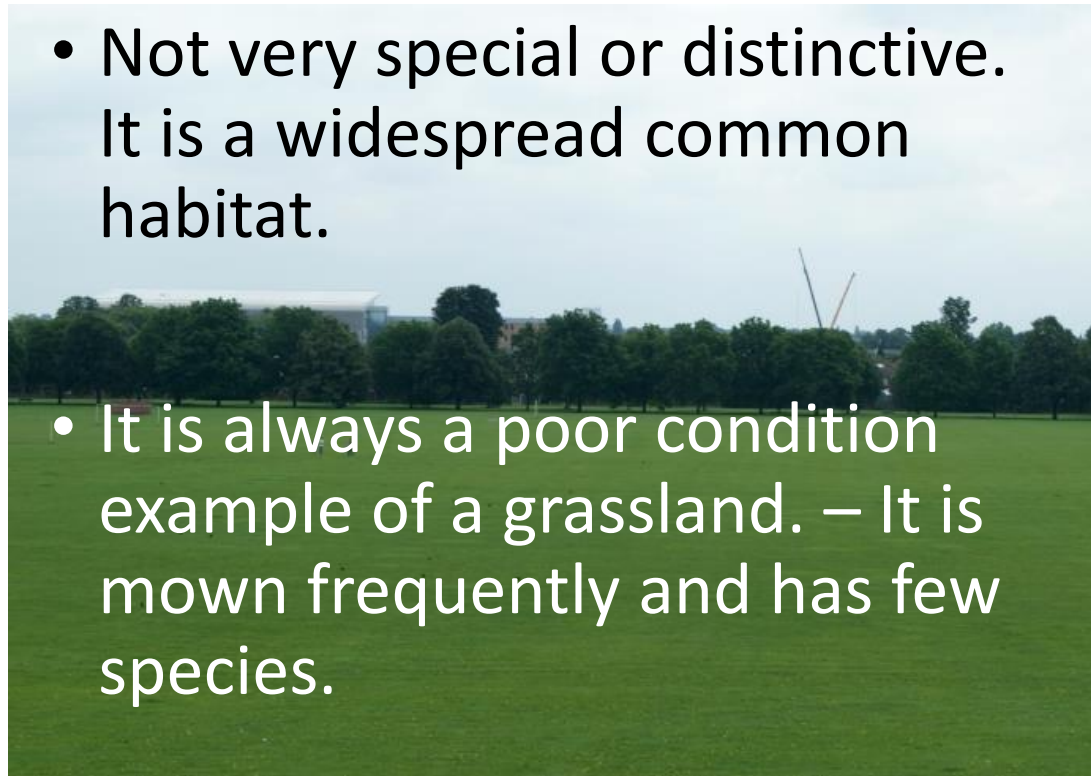 • Not very special or distinctive.
It is a widespread common
habitat.
• It is always a poor condition
example of a grassland. – It is
mown frequently and has few
species.